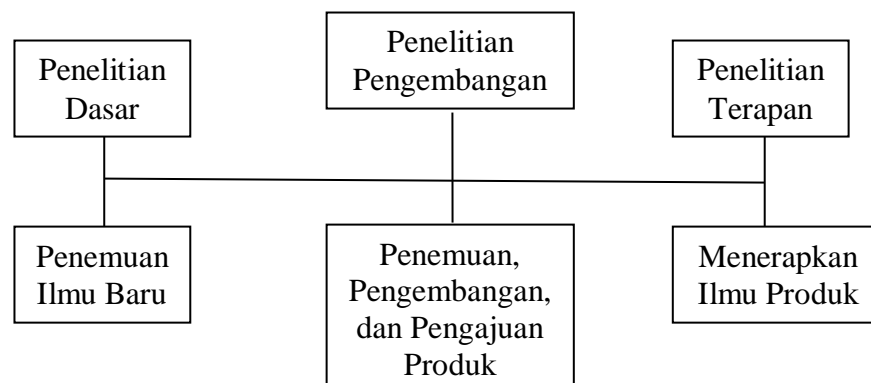 Penelitian
Dasar
Penelitian
Pengembangan
Penelitian
Terapan
Penemuan
Ilmu Baru
Penemuan,
Pengembangan,
dan Pengajuan
Produk
Menerapkan
Ilmu Produk